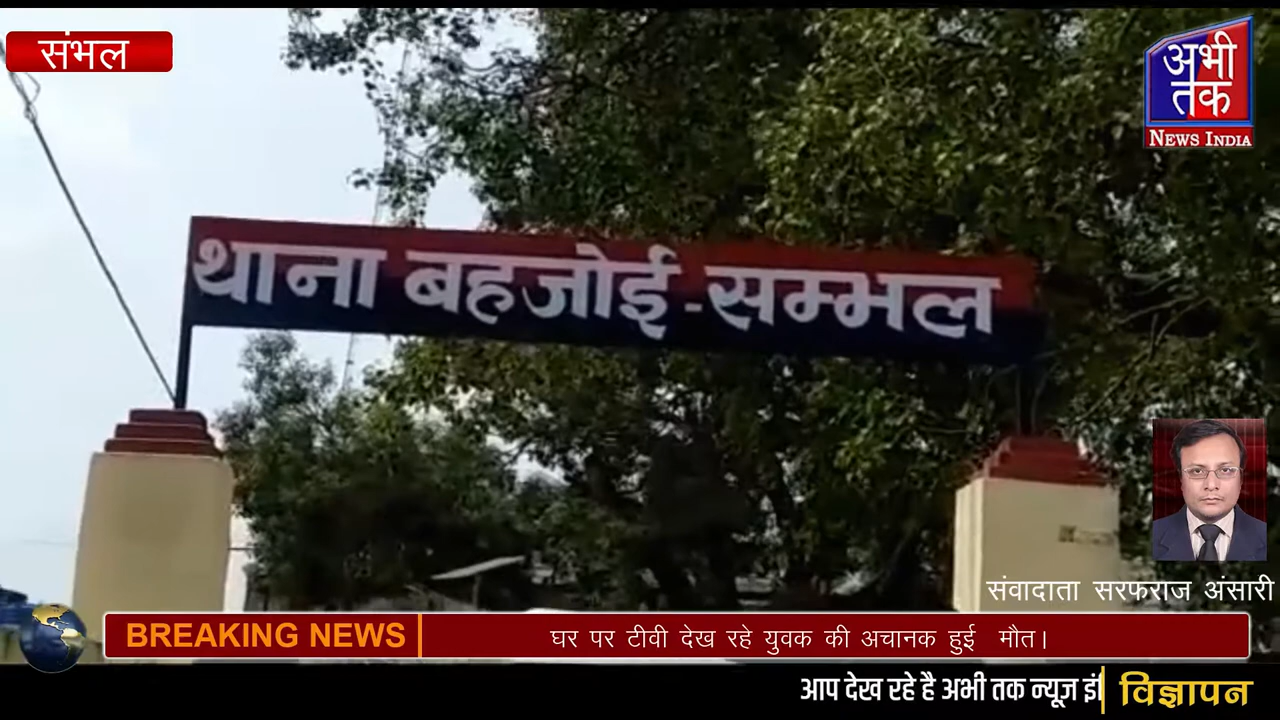 संभल
अभी
तक
NEWS INDIA
थाना बहजोई-सम्भल
संवादाता सरफराज अंसारी
BREAKING NEWS
घर पर टीवी देख रहे युवक की अचानक हुई मौत।
आप देख रहे है अभी तक न्यूज़ इं
विज्ञापन